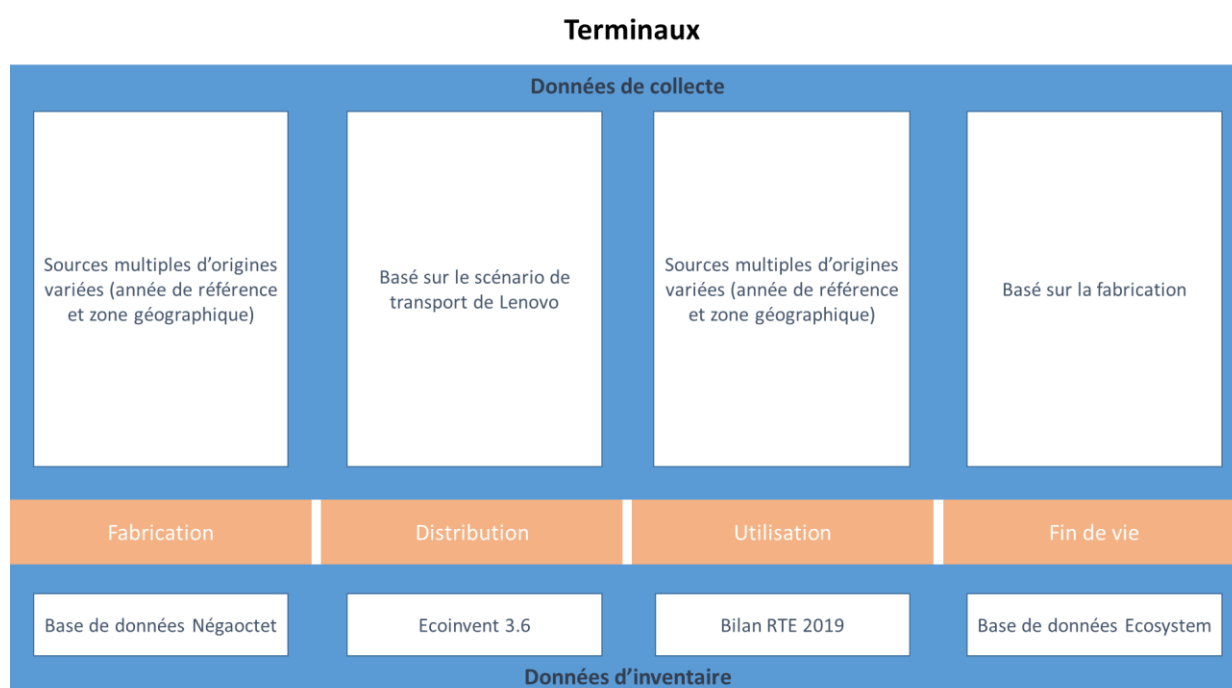 Terminaux
Données de collecte
Sources multiples d'origines
variées (année de référence
et zone géographique)
Basé sur le scénario de
transport de Lenovo
Sources multiples d'origines
variées (année de référence
et zone géographique)
Basé sur la fabrication
Fabrication
Distribution
Utilisation
Fin de vie
Base de données Négaoctet
Ecoinvent 3.6
Bilan RTE 2019
Base de données Ecosystem
Données d'inventaire